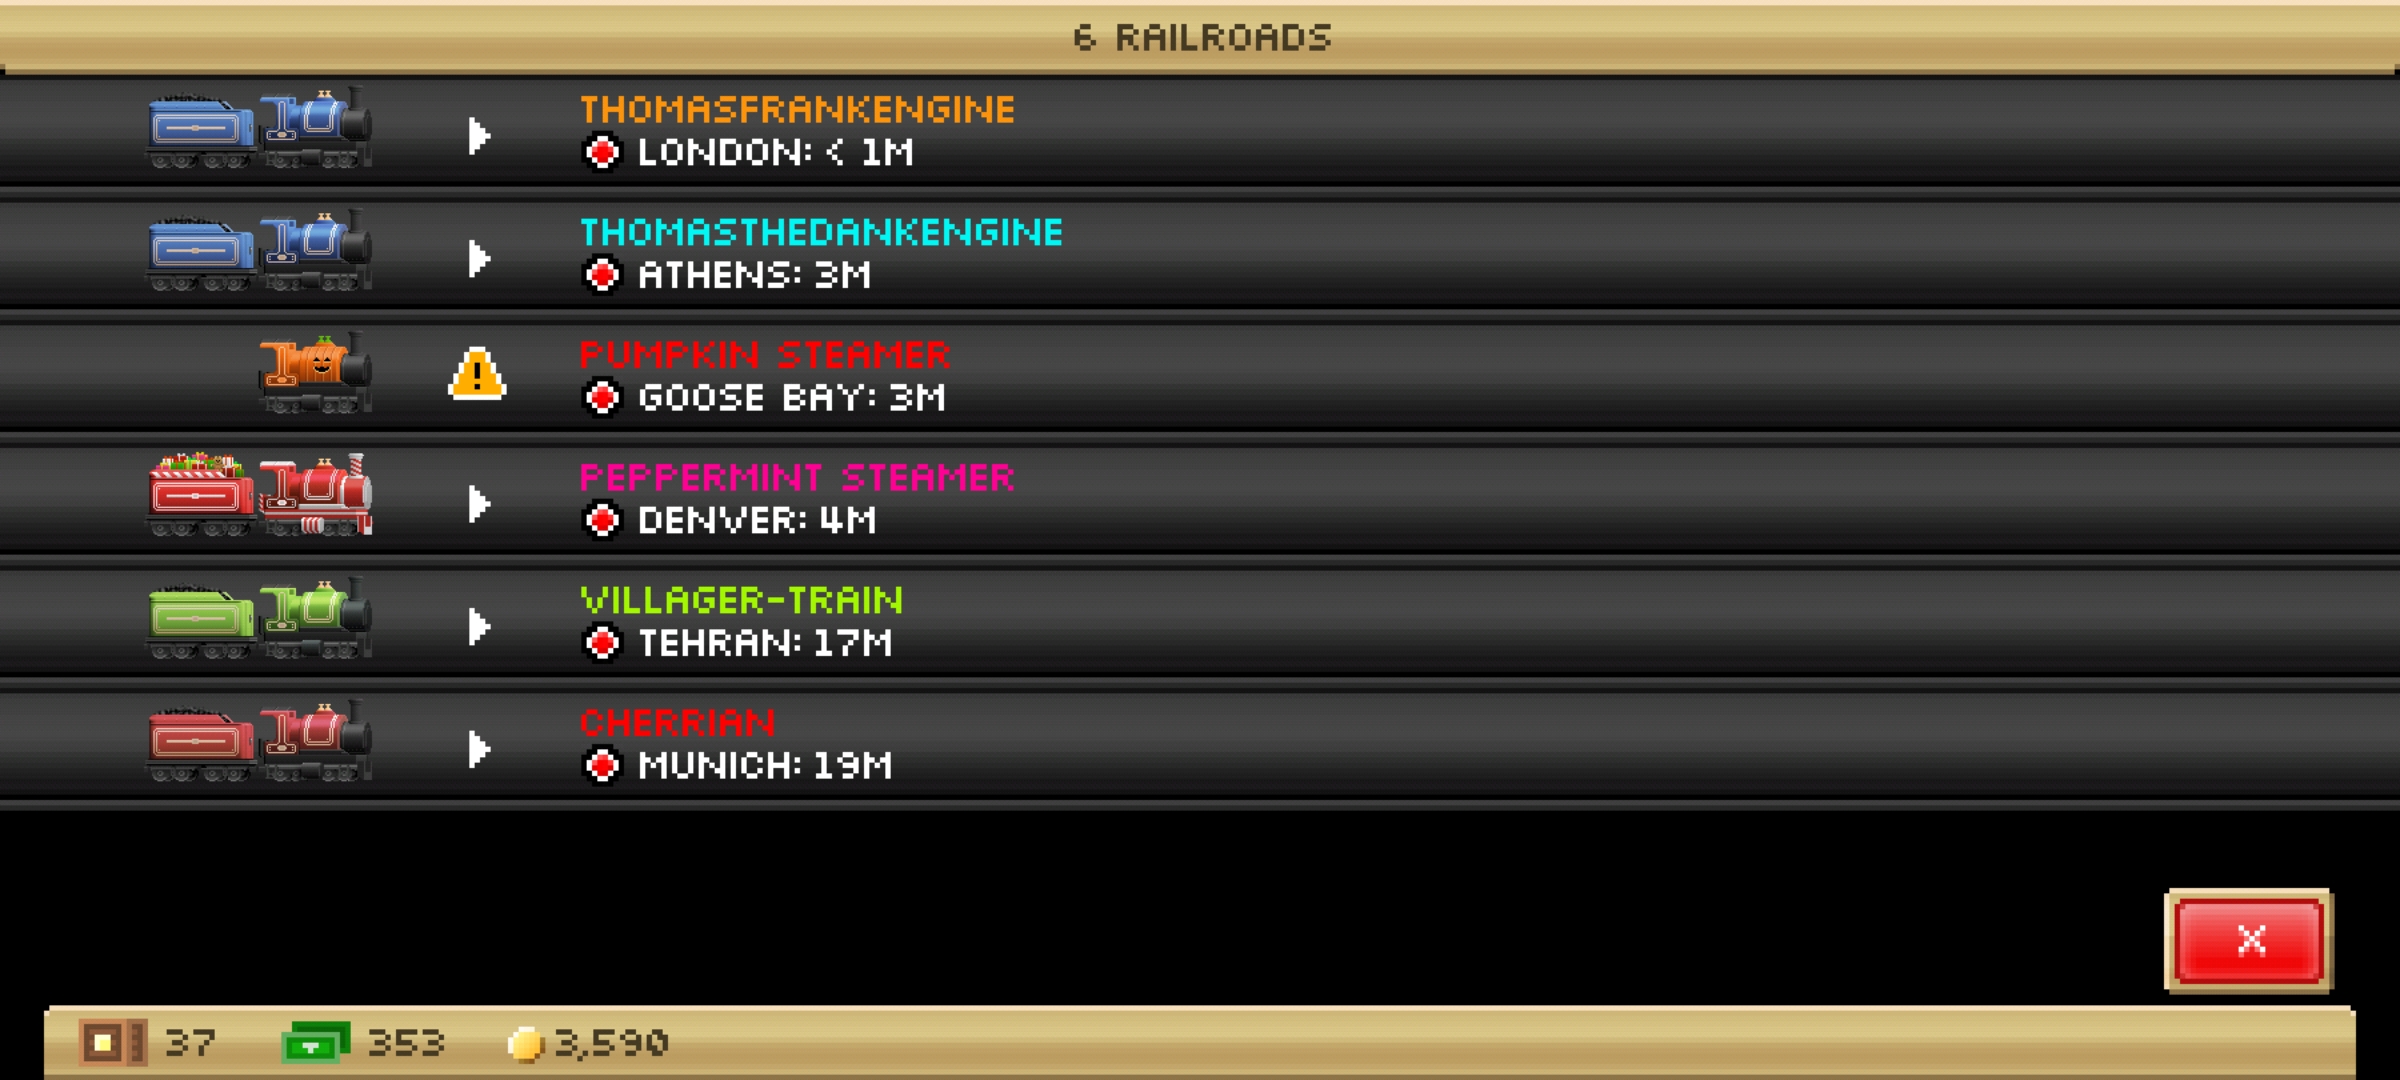 6 RAILROADS
THOMASFRANKENGINE
LONDON: < 1M
THOMASTHEDANKENGINE
ATHENS: 3M
PUMPKIN STEAMER
GOOSE BAY: 3M
PEPPERMINT STEAMER
DENVER: 4M
VILLAGER-TRAIN
TEHRAN: 17M
CHERRIAN
MUNICH: 19M
37 353 3,590